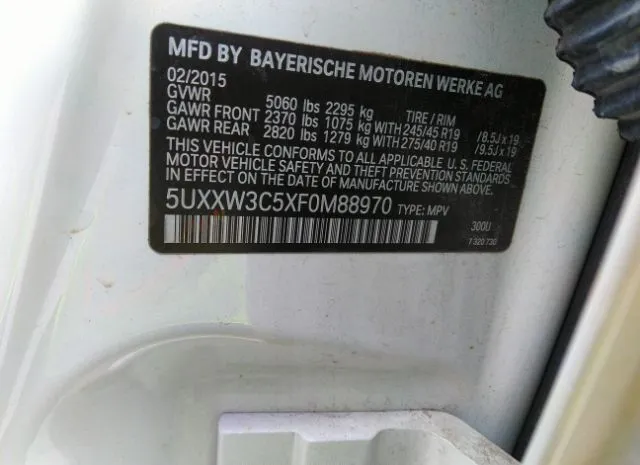 MFD BY BAYERISCHE MOTOREN WERKE AG
02/2015
GVWR 5060 lbs 2295 kg TIRE / RIM
GAWR FRONT 2370 lbs 1075 kg WITH 245/45 R19 /8.5J x 19
GAWR REAR 2820 lbs 1279 kg WITH 275/40 R19 /9.5J x 19
THIS VEHICLE CONFORMS TO ALL APPLICABLE U.S. FEDERAL
MOTOR VEHICLE SAFETY STANDARDS IN
EFFECT ON THE DATE OF MANUFACTURE SHOWN ABOVE.
5UXXW3C5XF0M88970 TYPE: MPV
300U
7 320 730